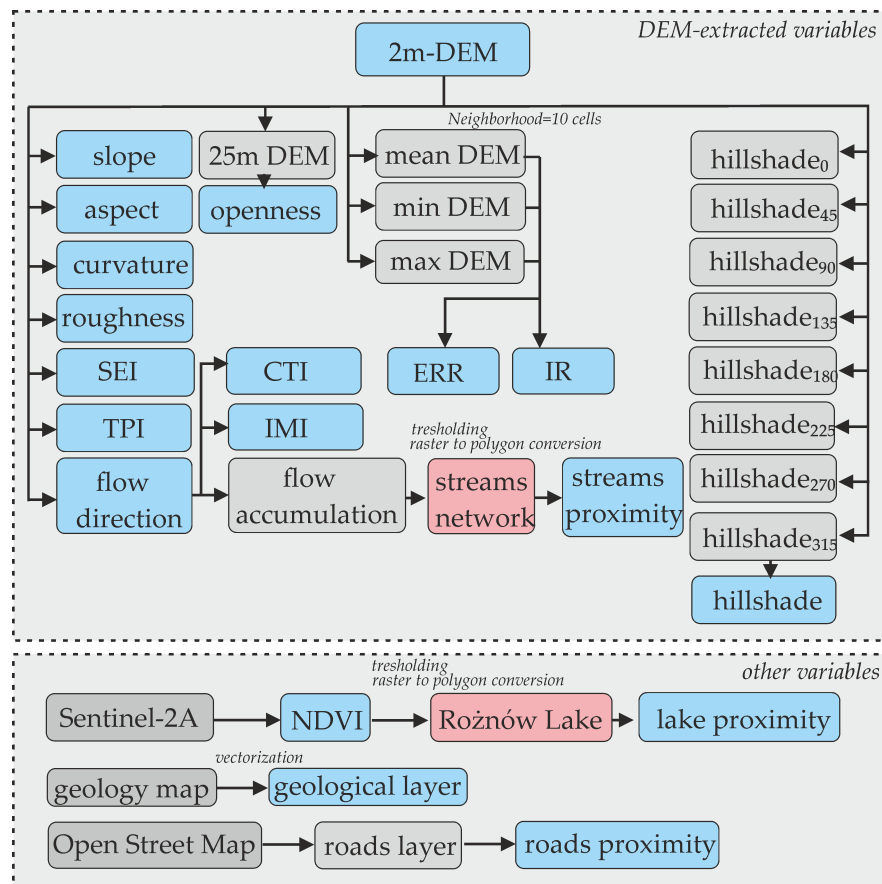 DEM-extracted variables
2m-DEM
Neighborhood=10 cells
slope
25m DEM
mean DEM
hillshade0
aspect
openness
min DEM
hillshade45
curvature
max DEM
hillshade90
roughness
hillshade135
SEI
CTI
ERR
IR
hillshade180
TPI
IMI
tresholding
raster to polygon conversion
hillshade225
flow
direction
flow
accumulation
streams
network
streams
proximity
hillshade270
hillshade315
hillshade
other variables
tresholding
raster to polygon conversion
Sentinel-2A
NDVI
Rożnów Lake
lake proximity
vectorization
geology map
geological layer
Open Street Map
roads layer
roads proximity